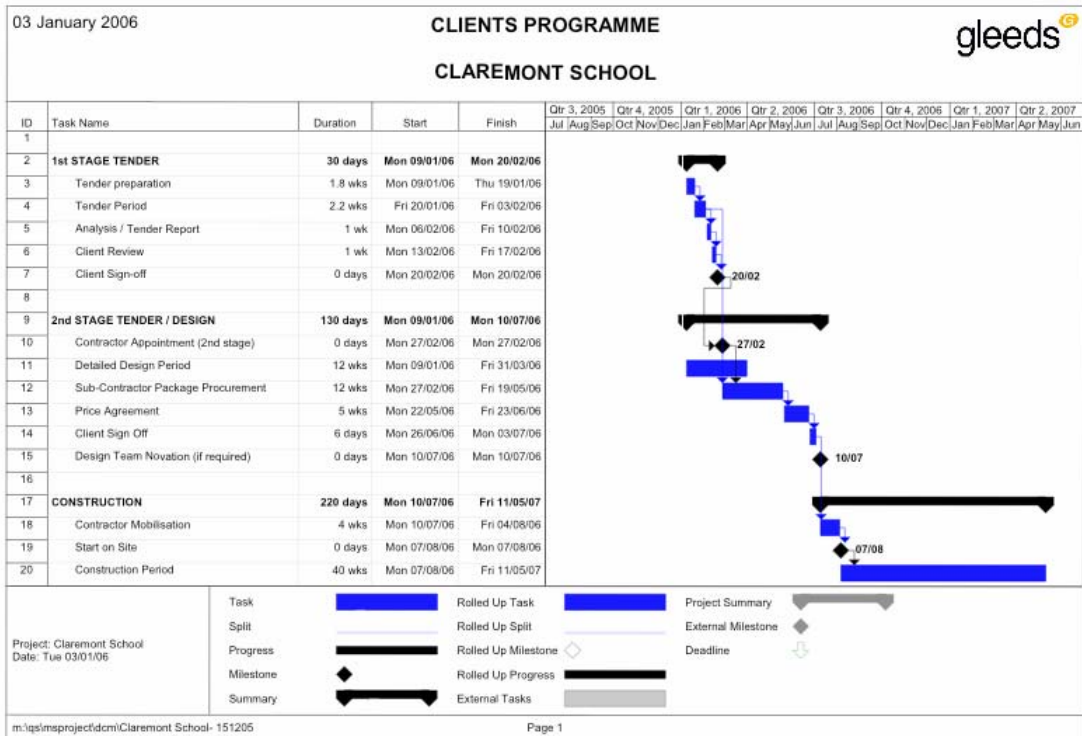 03 January 2006
CLIENTS PROGRAMME
CLAREMONT SCHOOL
gleeds G
ID Task Name Duration Start Finish
Qtr 3, 2005 Qtr 4, 2005 Qtr 1, 2006 Qtr 2, 2006 Qtr 3, 2006 Qtr 4, 2006 Qtr 1, 2007 Qtr 2, 2007
Jul Aug Sep Oct Nov Dec Jan Feb Mar Apr May Jun Jul Aug Sep Oct Nov Dec Jan Feb Mar Apr May Jun
1
2 1st STAGE TENDER 30 days Mon 09/01/06 Mon 20/02/06
3 Tender preparation 1.8 wks Mon 09/01/06 Thu 19/01/06
4 Tender Period 2.2 wks Fri 20/01/06 Fri 03/02/06
5 Analysis / Tender Report 1 wk Mon 06/02/06 Fri 10/02/06
6 Client Review 1 wk Mon 13/02/06 Fri 17/02/06
7 Client Sign-off 0 days Mon 20/02/06 Mon 20/02/06 20/02
8
9 2nd STAGE TENDER / DESIGN 130 days Mon 09/01/06 Mon 10/07/06
10 Contractor Appointment (2nd stage) 0 days Mon 27/02/06 Mon 27/02/06 27/02
11 Detailed Design Period 12 wks Mon 09/01/06 Fri 31/03/06
12 Sub-Contractor Package Procurement 12 wks Mon 27/02/06 Fri 19/05/06
13 Price Agreement 5 wks Mon 22/05/06 Fri 23/06/06
14 Client Sign Off 6 days Mon 26/06/06 Mon 03/07/06
15 Design Team Novation (if required) 0 days Mon 10/07/06 Mon 10/07/06 10/07
16
17 CONSTRUCTION 220 days Mon 10/07/06 Fri 11/05/07
18 Contractor Mobilisation 4 wks Mon 10/07/06 Fri 04/08/06
19 Start on Site 0 days Mon 07/08/06 Mon 07/08/06 07/08
20 Construction Period 40 wks Mon 07/08/06 Fri 11/05/07
Project: Claremont School
Date: Tue 03/01/06
Task Rolled Up Task Project Summary
Split Rolled Up Split External Milestone
Progress Rolled Up Milestone Deadline
Milestone Rolled Up Progress
Summary External Tasks
m:\qs\msproject\dcm\Claremont School- 151205 Page 1